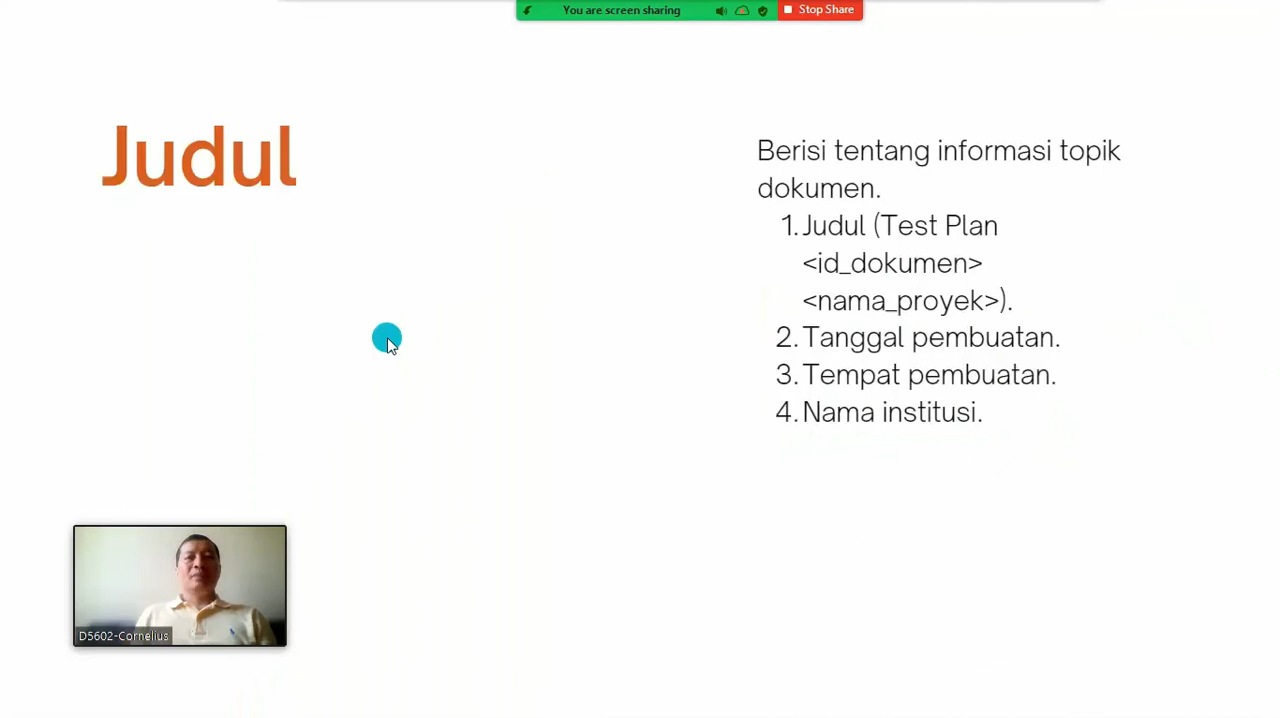 You are screen sharing
Stop Share
Judul
Berisi tentang informasi topik
dokumen.
1. Judul (Test Plan
<id_dokumen>
<nama_proyek>).
2. Tanggal pembuatan.
3. Tempat pembuatan.
4. Nama institusi.
D5602-Cornelius